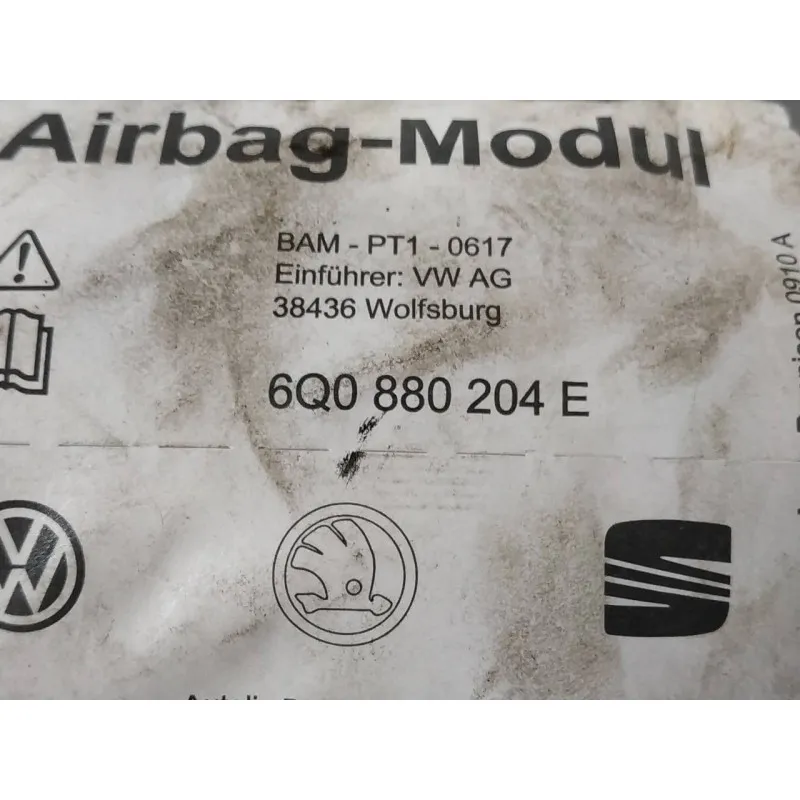 Airbag-Modul
BAM - PT1 - 0617
Einführer: VW AG
38436 Wolfsburg
6Q0 880 204 E
0910 A